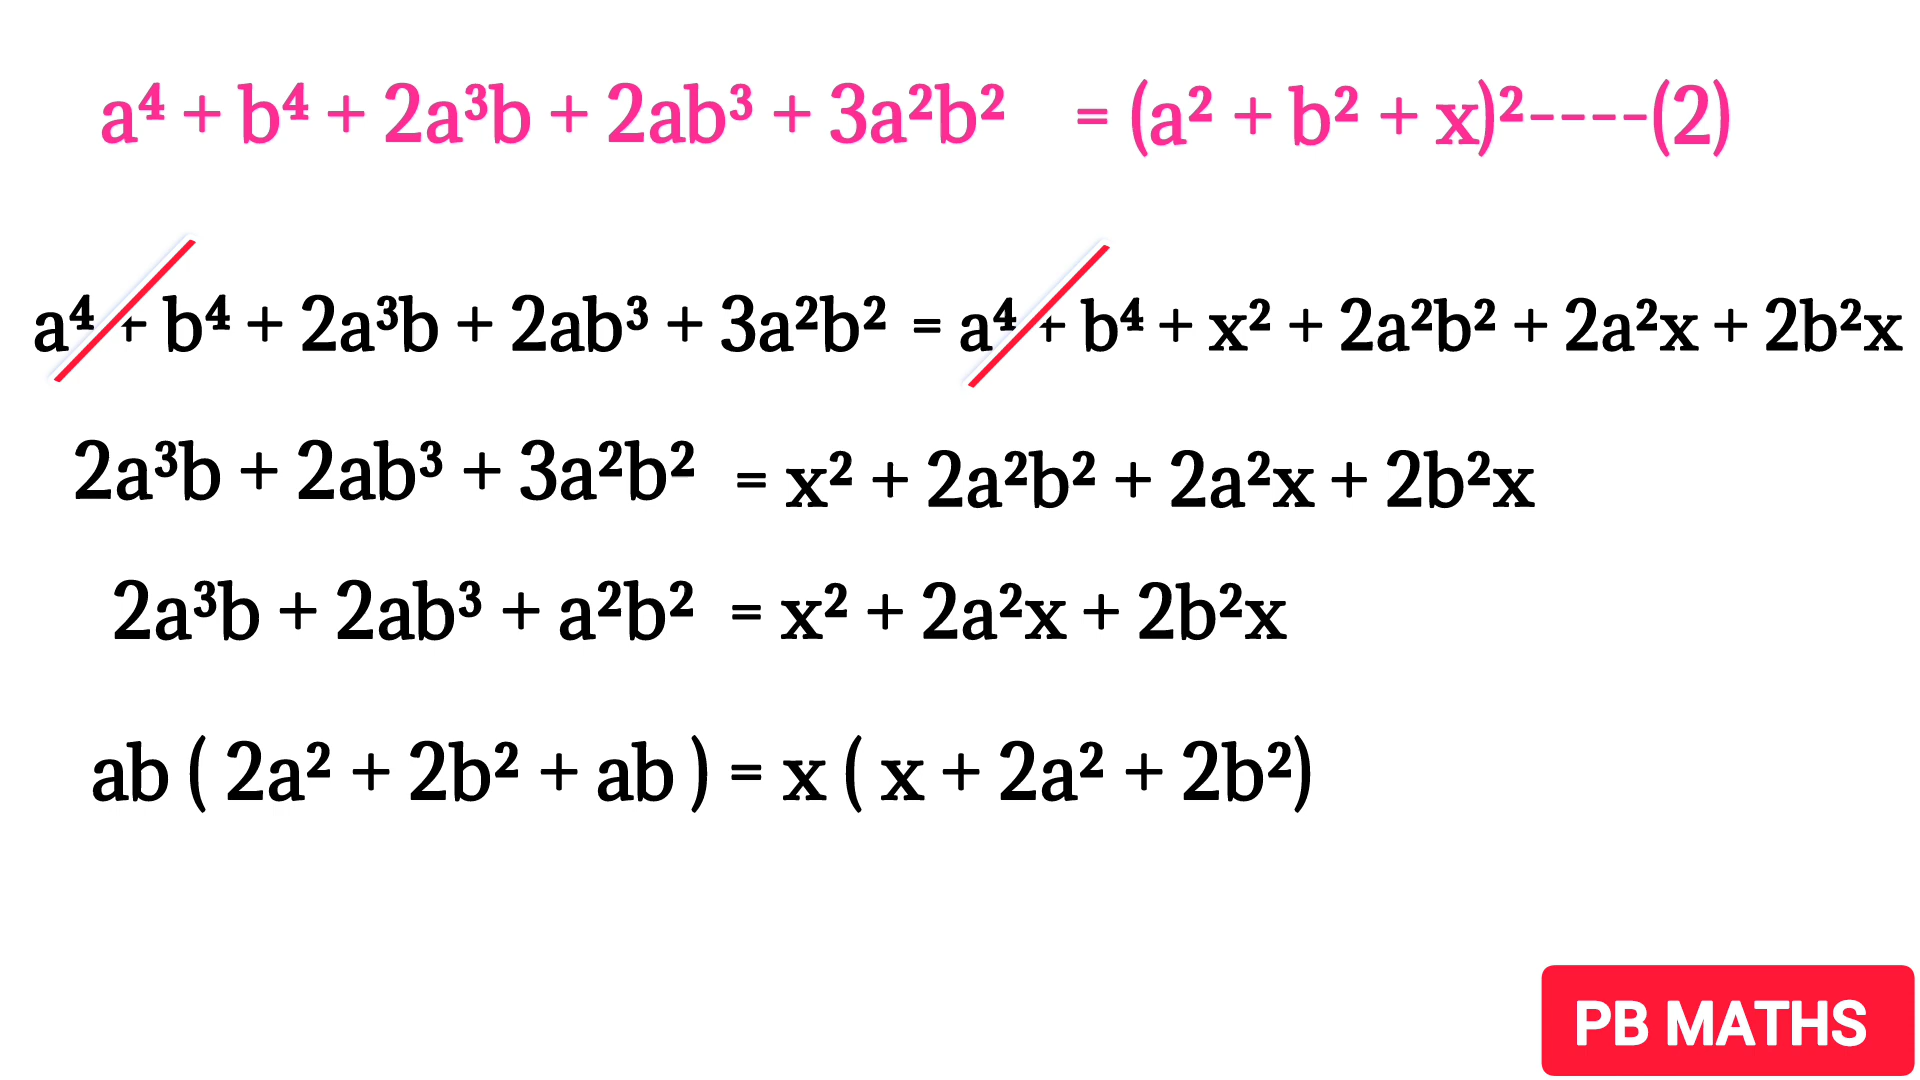 a⁴ + b⁴ + 2a³b + 2ab³ + 3a²b² = (a² + b² + x)²----(2)
a⁴ + b⁴ + 2a³b + 2ab³ + 3a²b² = a⁴ + b⁴ + x² + 2a²b² + 2a²x + 2b²x
2a³b + 2ab³ + 3a²b² = x² + 2a²b² + 2a²x + 2b²x
2a³b + 2ab³ + a²b² = x² + 2a²x + 2b²x
ab ( 2a² + 2b² + ab ) = x ( x + 2a² + 2b²)
PB MATHS